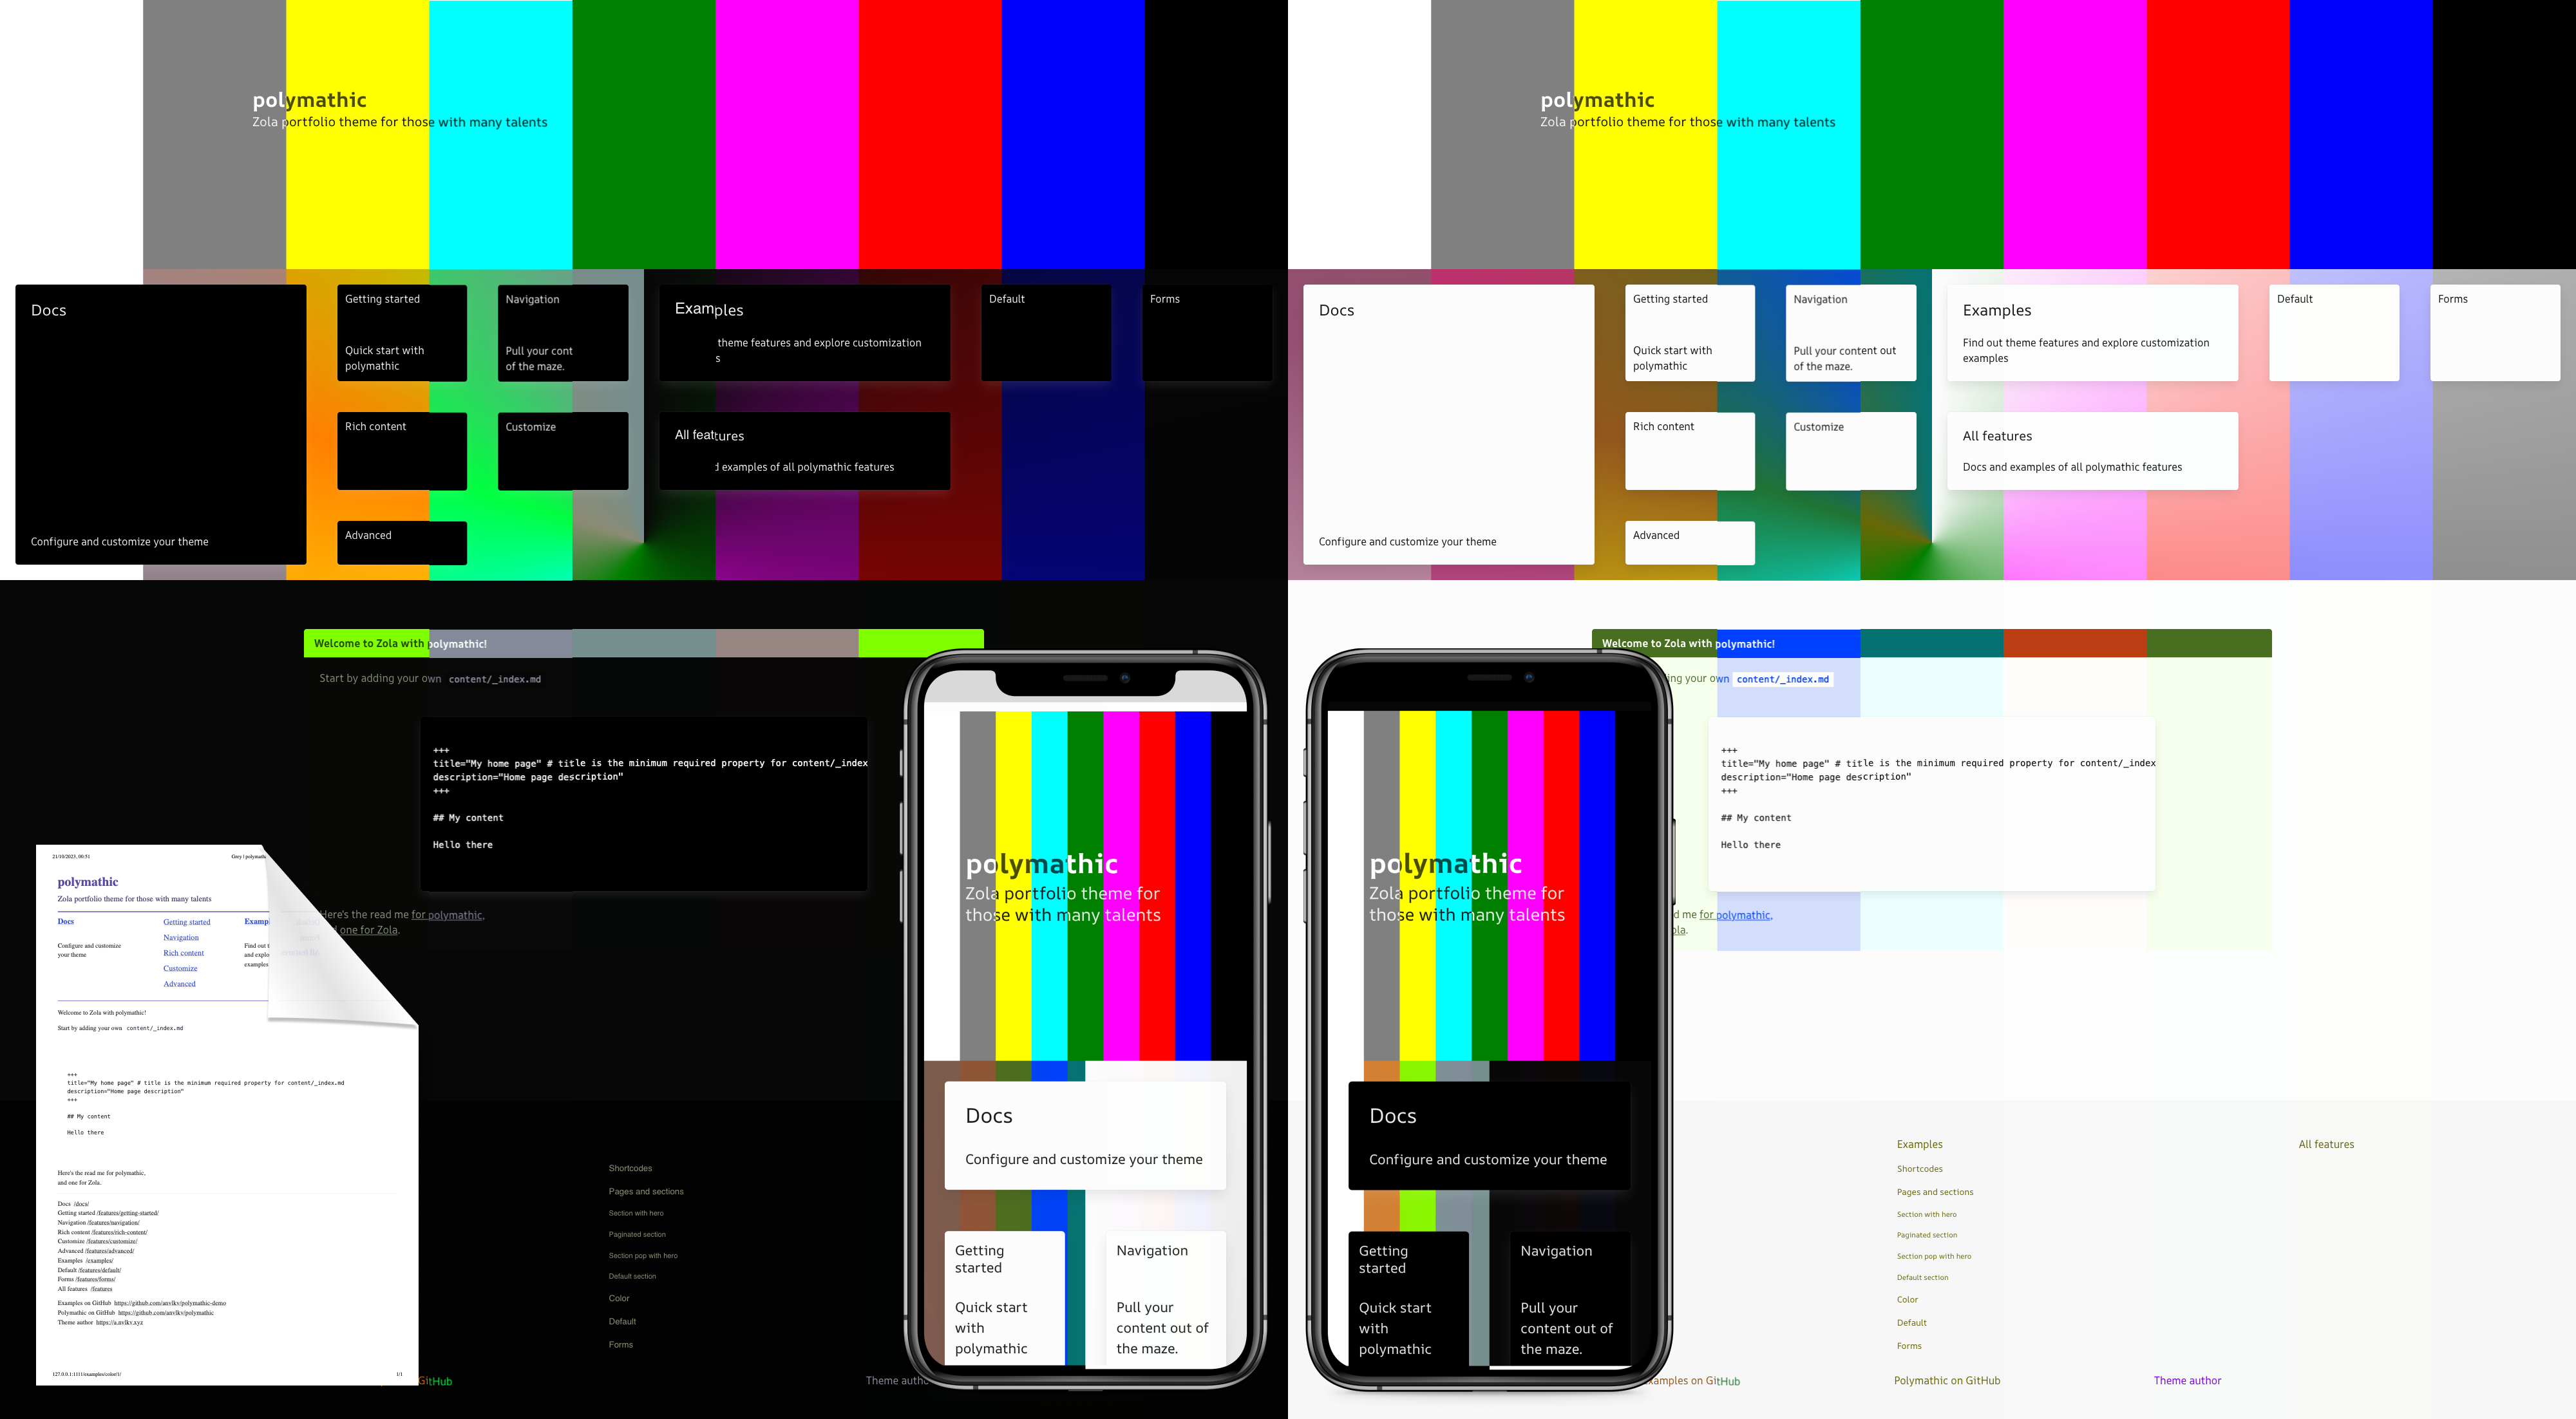 polymathic
Zola portfolio theme for those with many talents
Docs
Configure and customize your theme
Getting started
Quick start with
polymathic
Navigation
Pull your cont
of the maze.
Rich content
Customize
Advanced
Examples
theme features and explore customization
s
All features
examples of all polymathic features
Default
Forms
Welcome to Zola with polymathic!
Start by adding your own content/_index.md
+++
title="My home page" # title is the minimum required property for content/_index
description="Home page description"
+++
## My content
Hello there
Here's the read me for polymathic,
one for Zola.
Shortcodes
Pages and sections
Section with hero
Paginated section
Section pop with hero
Default section
Color
Default
Forms
GitHub
Theme autho
21/10/2023, 00:51
Grey | polymath
polymathic
Zola portfolio theme for those with many talents
Docs
Configure and customize
your theme
Getting started
Navigation
Rich content
Customize
Advanced
Exampl
Find out t
and explo
examples
Welcome to Zola with polymathic!
Start by adding your own content/_index.md
+++
title="My home page" # title is the minimum required property for content/_index.md
description="Home page description"
+++
## My content
Hello there
Here's the read me for polymathic,
and one for Zola.
Docs /docs/
Getting started /features/getting-started/
Navigation /features/navigation/
Rich content /features/rich-content/
Customize /features/customize/
Advanced /features/advanced/
Examples /examples/
Default /features/default/
Forms /features/forms/
All features /features
Examples on GitHub https://github.com/anvlkv/polymathic-demo
Polymathic on GitHub https://github.com/anvlkv/polymathic
Theme author https://a.nvlkv.xyz
127.0.0.1:1111/examples/color/1/
1/1
polymathic
Zola portfolio theme for
those with many talents
Docs
Configure and customize your theme
Getting
started
Quick start
with
polymathic
Navigation
Pull your
content out of
the maze.
polymathic
Zola portfolio theme for those with many talents
Docs
Configure and customize your theme
Getting started
Quick start with
polymathic
Navigation
Pull your content out
of the maze.
Rich content
Customize
Advanced
Examples
Find out theme features and explore customization
examples
All features
Docs and examples of all polymathic features
Default
Forms
Welcome to Zola with polymathic!
ing your own content/_index.md
+++
title="My home page" # title is the minimum required property for content/_index
description="Home page description"
+++
## My content
Hello there
d me for polymathic,
ola.
polymathic
Zola portfolio theme for
those with many talents
Docs
Configure and customize your theme
Getting
started
Quick start
with
polymathic
Navigation
Pull your
content out of
the maze.
Examples
Shortcodes
Pages and sections
Section with hero
Paginated section
Section pop with hero
Default section
Color
Default
Forms
All features
amples on GitHub
Polymathic on GitHub
Theme author